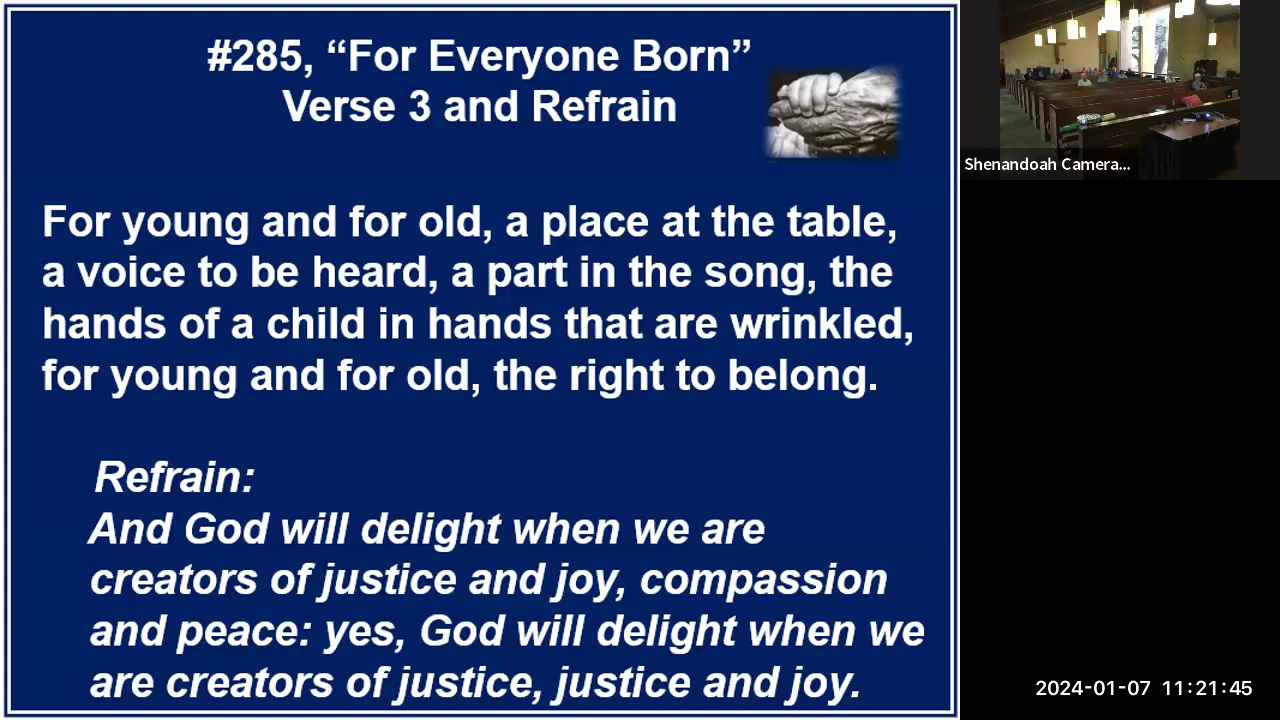 #285, “For Everyone Born”
Verse 3 and Refrain
For young and for old, a place at the table,
a voice to be heard, a part in the song, the
hands of a child in hands that are wrinkled,
for young and for old, the right to belong.
Refrain:
And God will delight when we are
creators of justice and joy, compassion
and peace: yes, God will delight when we
are creators of justice, justice and joy.
Shenandoah Camera...
2024-01-07 11:21:45